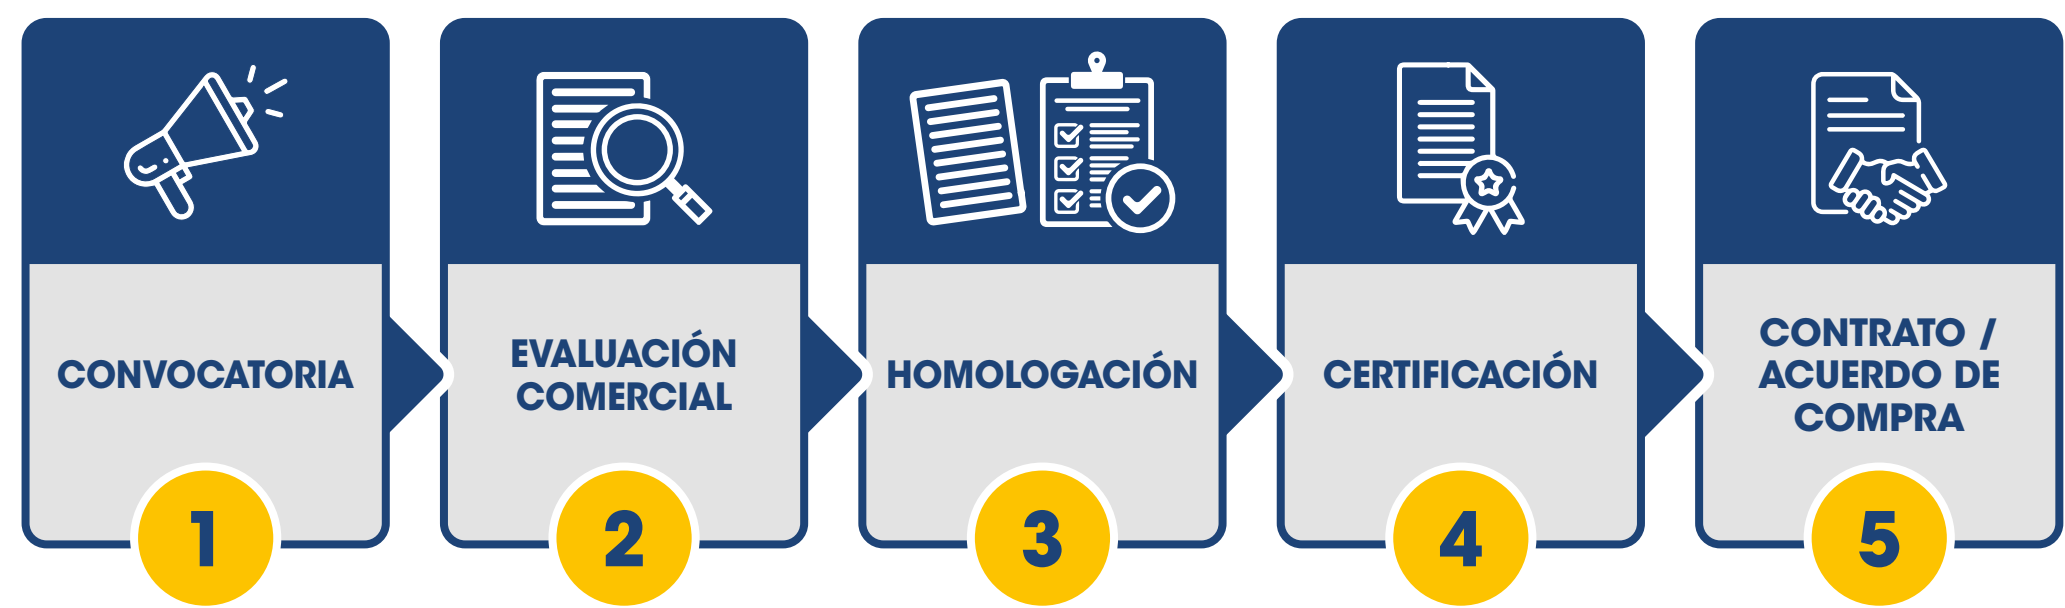 CONVOCATORIA
1
EVALUACIÓN
COMERCIAL
2
HOMOLOGACIÓN
3
CERTIFICACIÓN
4
CONTRATO /
ACUERDO DE
COMPRA
5